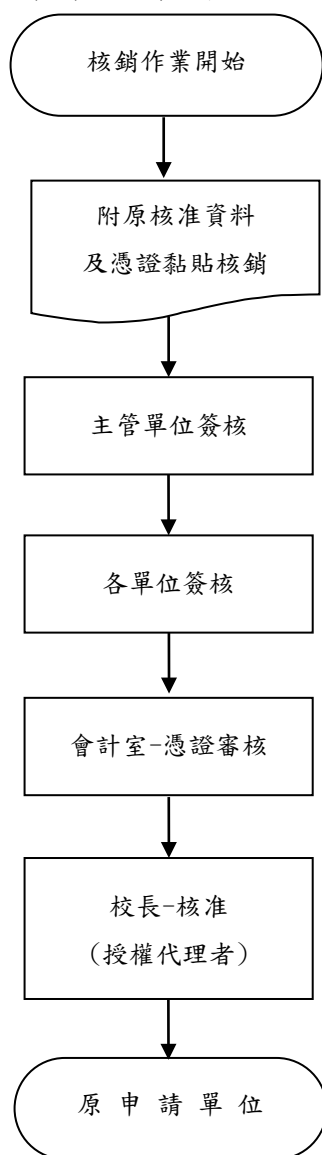 核銷作業開始
附原核准資料
及憑證黏貼核銷
主管單位簽核
各單位簽核
會計室-憑證審核
校長-核准
(授權代理者)
原申請單位